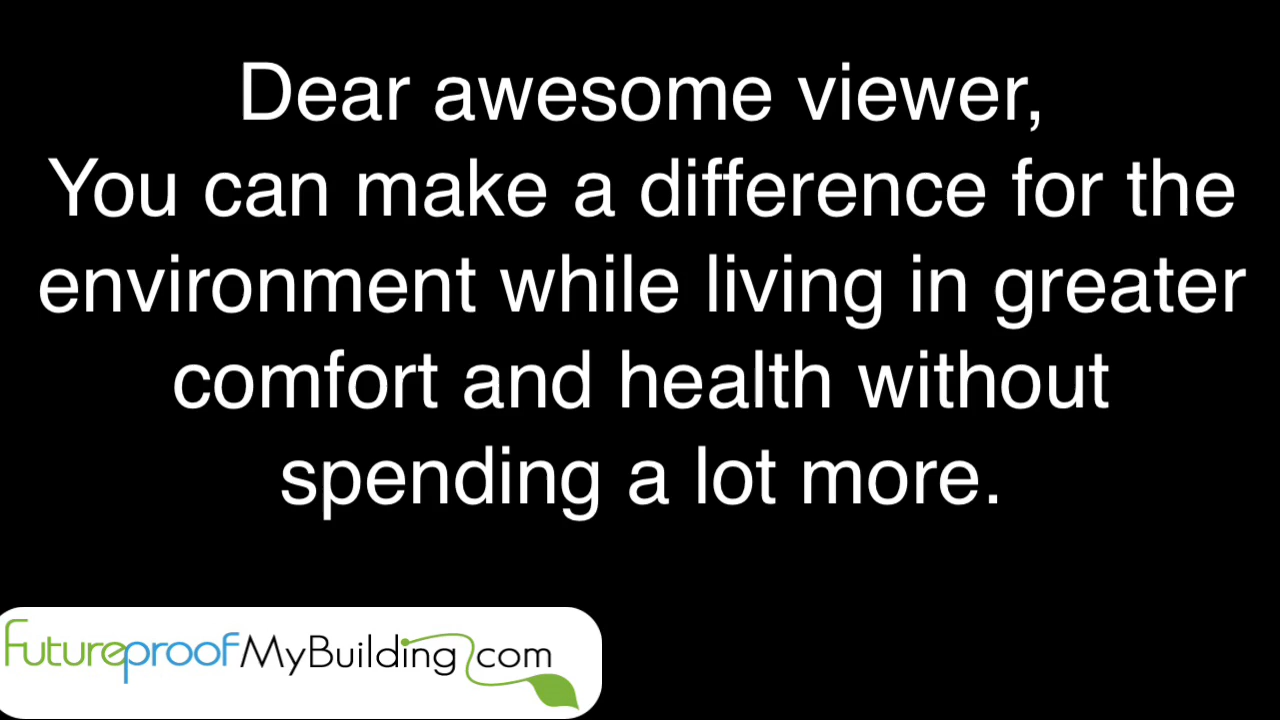 Dear awesome viewer,
You can make a difference for the
environment while living in greater
comfort and health without
spending a lot more.
FutureproofMyBuilding.com